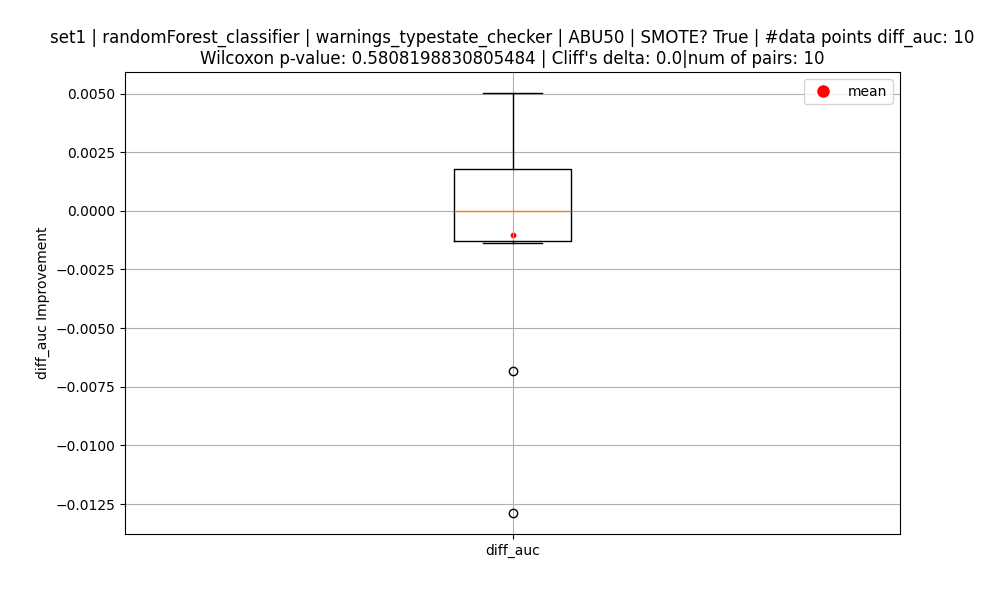 set1 | randomForest_classifier | warnings_typestate_checker | ABU50 | SMOTE? True | #data points diff_auc: 10
Wilcoxon p-value: 0.5808198830805484 | Cliff's delta: 0.0|num of pairs: 10
mean
0.0050
0.0025
0.0000
−0.0025
−0.0050
−0.0075
−0.0100
−0.0125
diff_auc Improvement
diff_auc